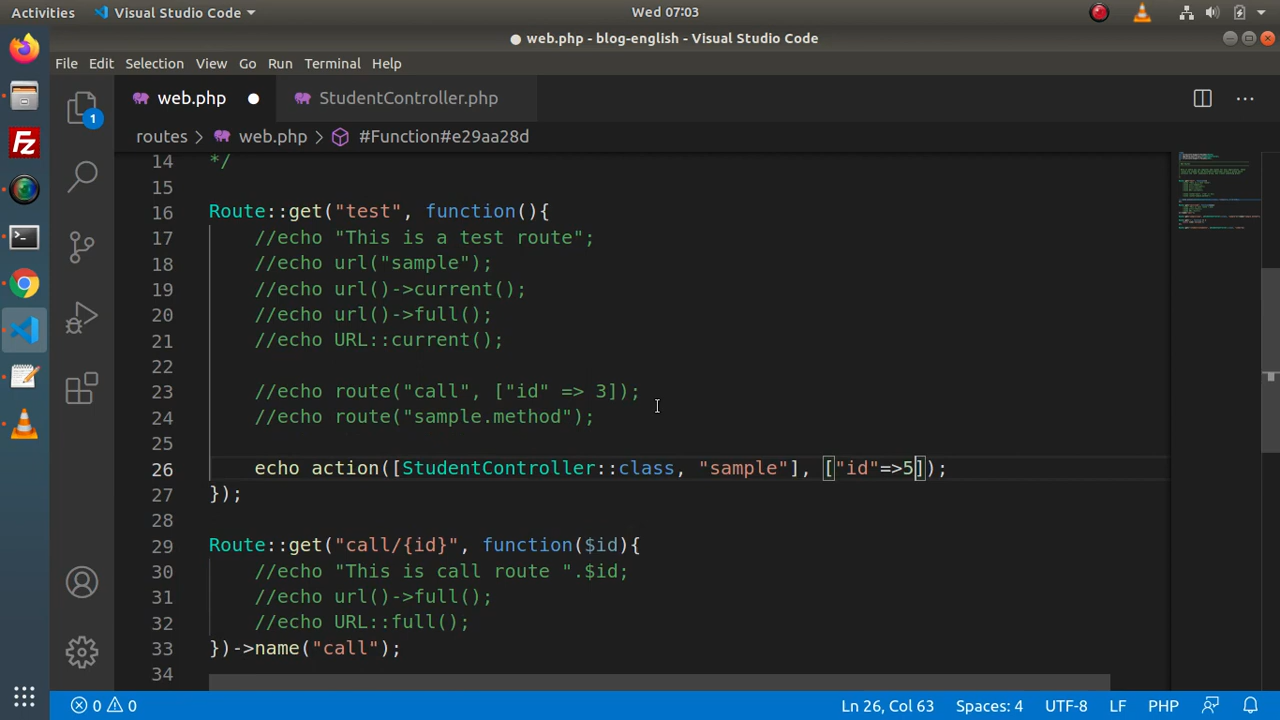 Activities Visual Studio Code Wed 07:03
web.php - blog-english - Visual Studio Code
File Edit Selection View Go Run Terminal Help
web.php StudentController.php
routes > web.php > #Function#e29aa28d
14 */
15
16 Route::get("test", function(){
17 //echo "This is a test route";
18 //echo url("sample");
19 //echo url()->current();
20 //echo url()->full();
21 //echo URL::current();
22
23 //echo route("call", ["id" => 3]);
24 //echo route("sample.method");
25
26 echo action([StudentController::class, "sample"], ["id"=>5]);
27 });
28
29 Route::get("call/{id}", function($id){
30 //echo "This is call route ".$id;
31 //echo url()->full();
32 //echo URL::full();
33 })->name("call");
34
1
Fz
0 0 Ln 26, Col 63 Spaces: 4 UTF-8 LF PHP